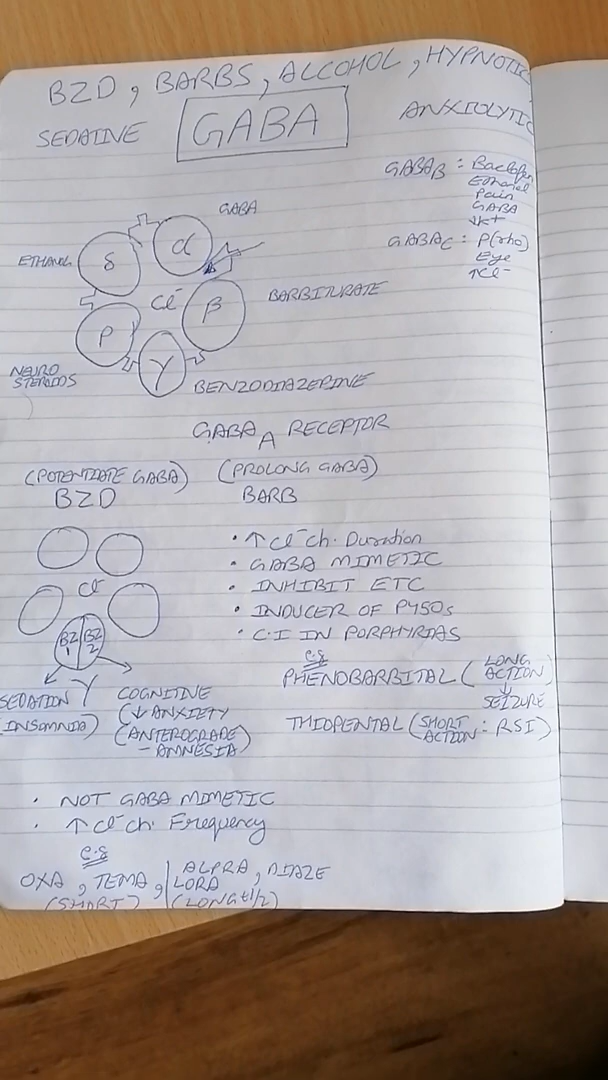 BZD, BARBS, ALCOHOL, HYPNOTIC
SEDATIVE
GABA
ANXIOLYTIC
GABA_B : Baclofen
Ethanol
Pain
GABA
↓K+
GABA_C : P(rho)
Eye
↑Cl-
GABA
ETHANOL
δ
α
Cl-
β
BARBITURATE
P
γ
NEURO
STEROIDS
BENZODIAZEPINE
GABA_A RECEPTOR
(POTENTIATE GABA)
BZD
(PROLONG GABA)
BARB
Cl-
BZ1
BZ2
SEDATION
(INSOMNIA)
γ
COGNITIVE
(↓ ANXIETY
(ANTEROGRADE)
- AMNESIA)
• ↑ Cl- ch. Duration
• GABA MIMETIC
• INHIBIT ETC
• INDUCER OF P450s
• C.I IN PORPHYRIAS
e.g
PHENOBARBITAL (LONG ACTION)
↓
SEIZURE
THIOPENTAL (SHORT ACTION : RSI)
• NOT GABA MIMETIC
• ↑ Cl- ch. Frequency
e.g
OXA, TEMA,
(SHORT)
ALPRA, DIAZE
LORA
(LONG t1/2)